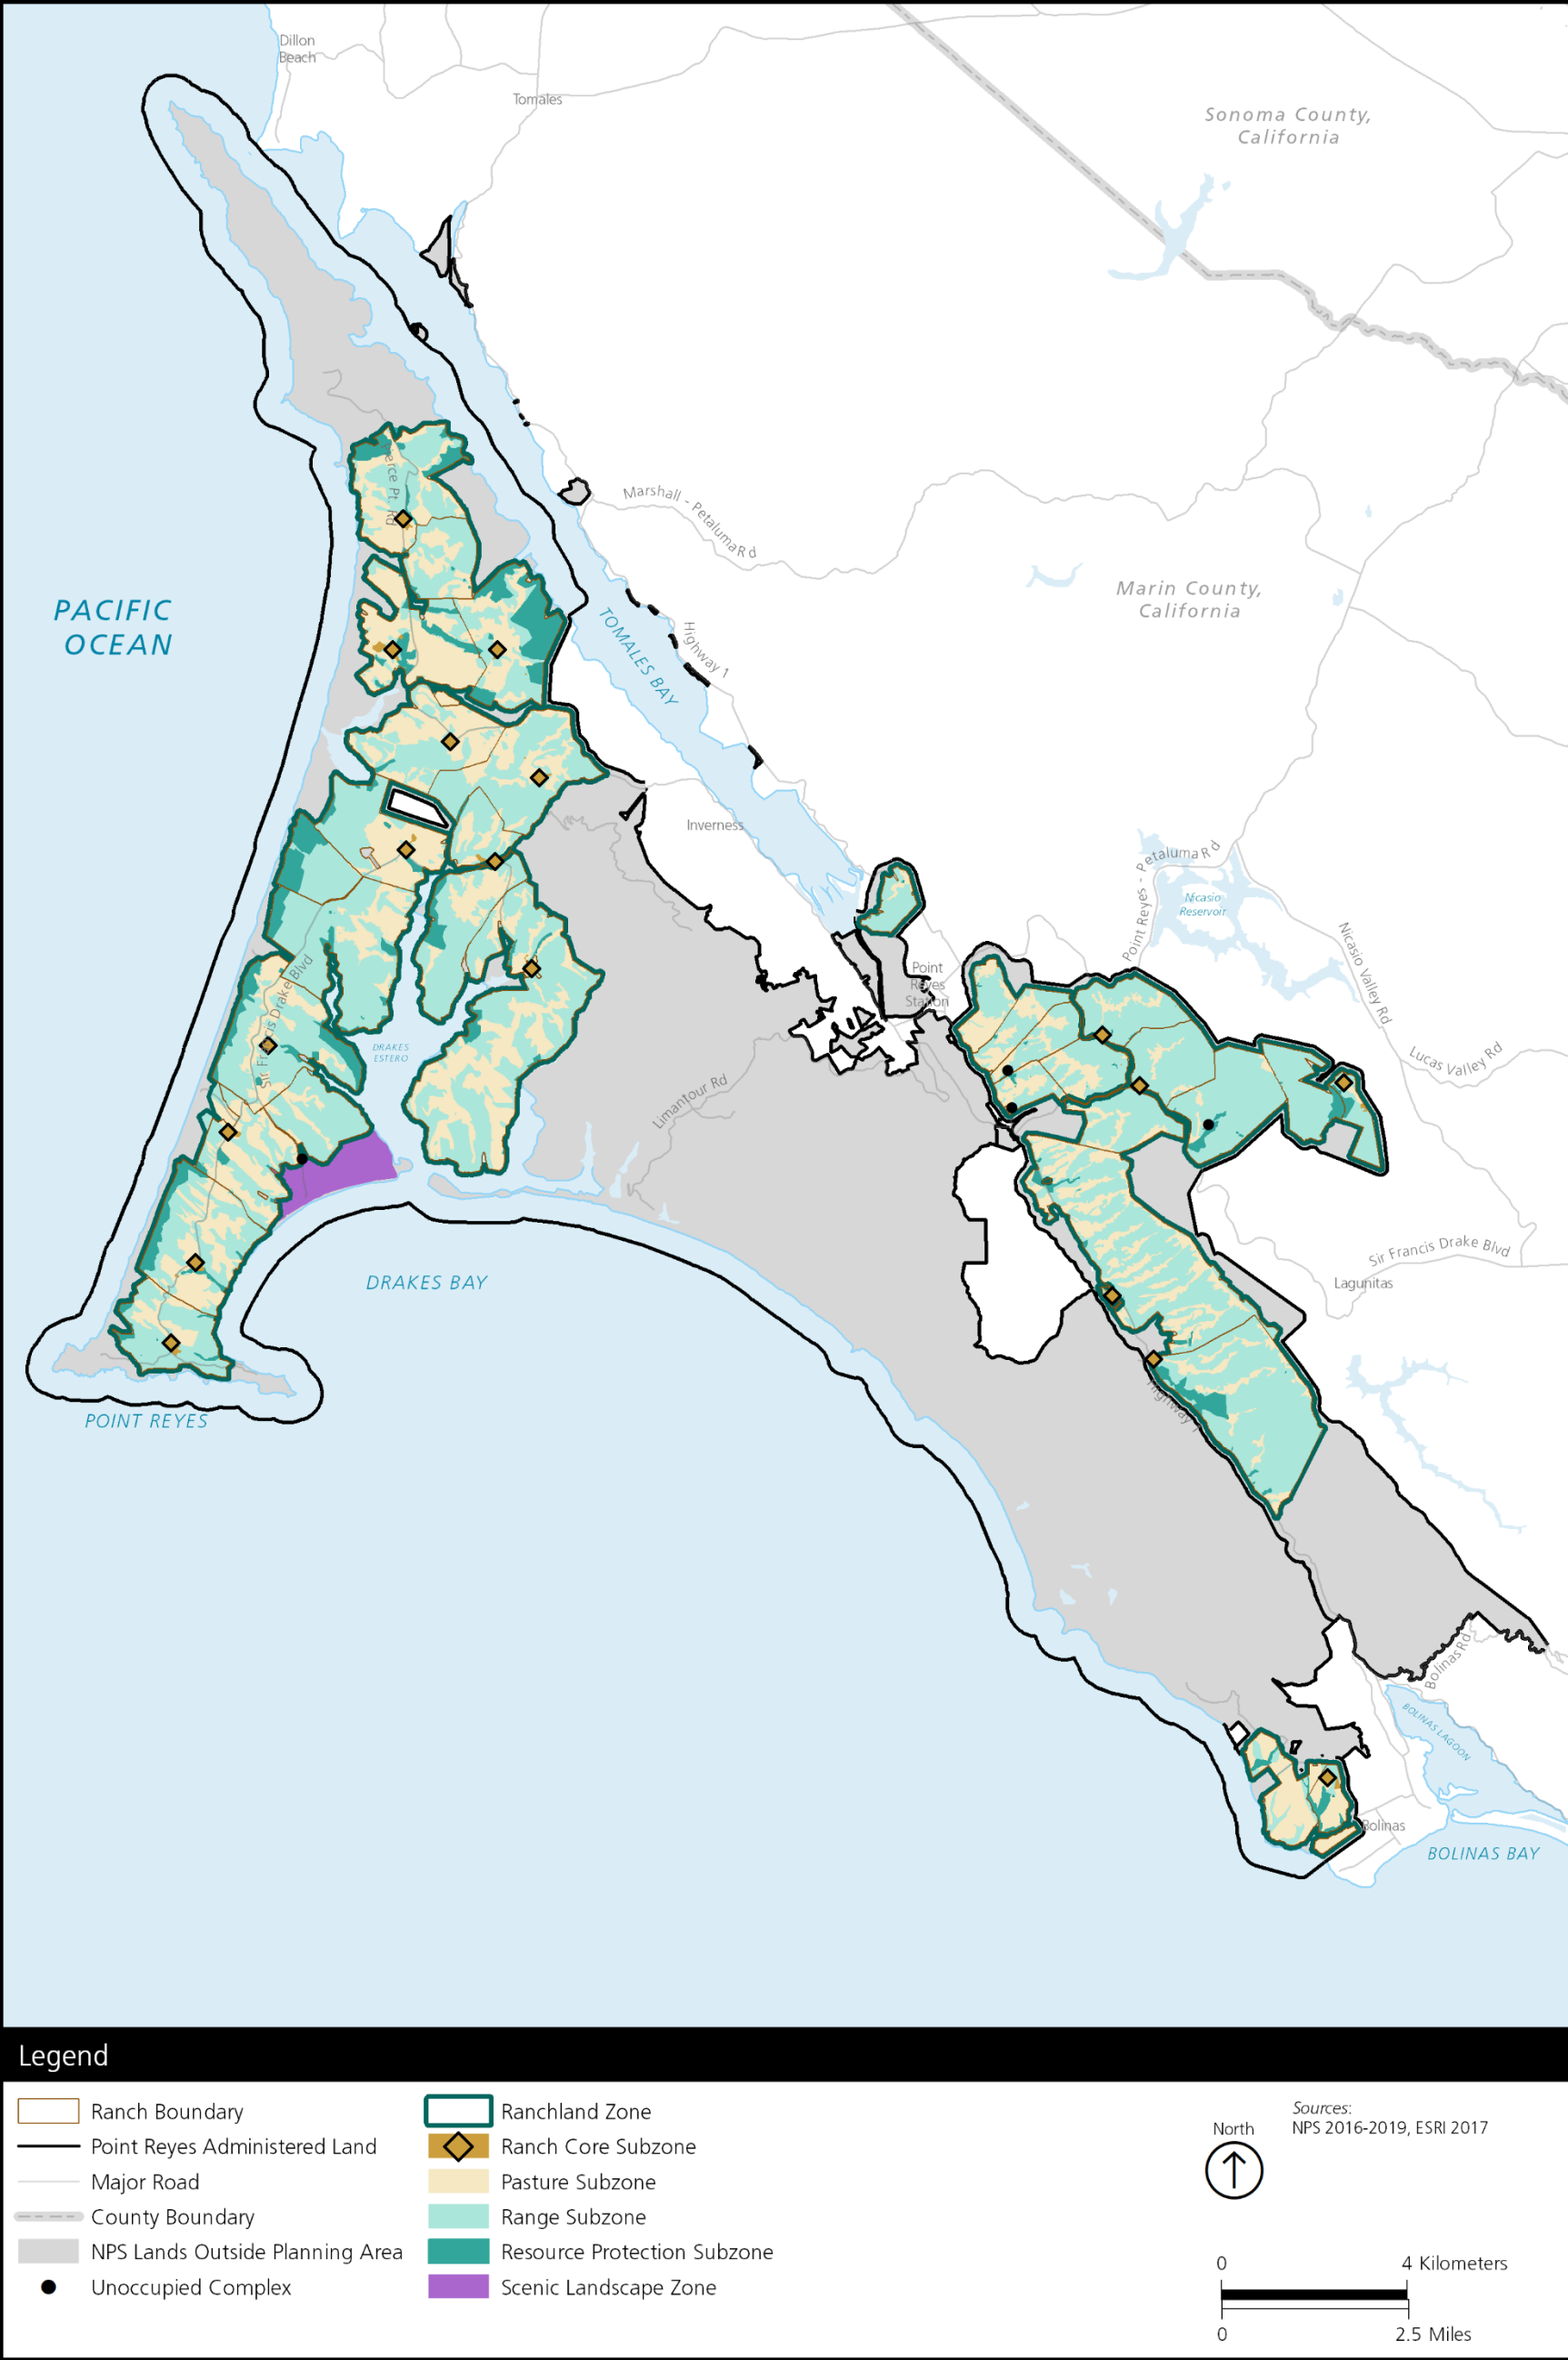 Dillon
Beach
Tomales
Sonoma County,
California
Marshall - Petaluma Rd
erce Pt. Rd
Marin County,
California
PACIFIC
OCEAN
TOMALES BAY
Highway 1
Inverness
Point Reyes - Petaluma Rd
Nicasio
Reservoir
Nicasio Valley Rd
Point
Reyes
Station
Sir Francis Drake Blvd
DRAKES
ESTERO
Lucas Valley Rd
Limantour Rd
Sir Francis Drake Blvd
Lagunitas
DRAKES BAY
POINT REYES
Highway 1
Bolinas Rd
BOLINAS LAGOON
Bolinas
BOLINAS BAY
Legend
Ranch Boundary
Point Reyes Administered Land
Major Road
County Boundary
NPS Lands Outside Planning Area
Unoccupied Complex
Ranchland Zone
Ranch Core Subzone
Pasture Subzone
Range Subzone
Resource Protection Subzone
Scenic Landscape Zone
North
Sources:
NPS 2016-2019, ESRI 2017
0 4 Kilometers
0 2.5 Miles